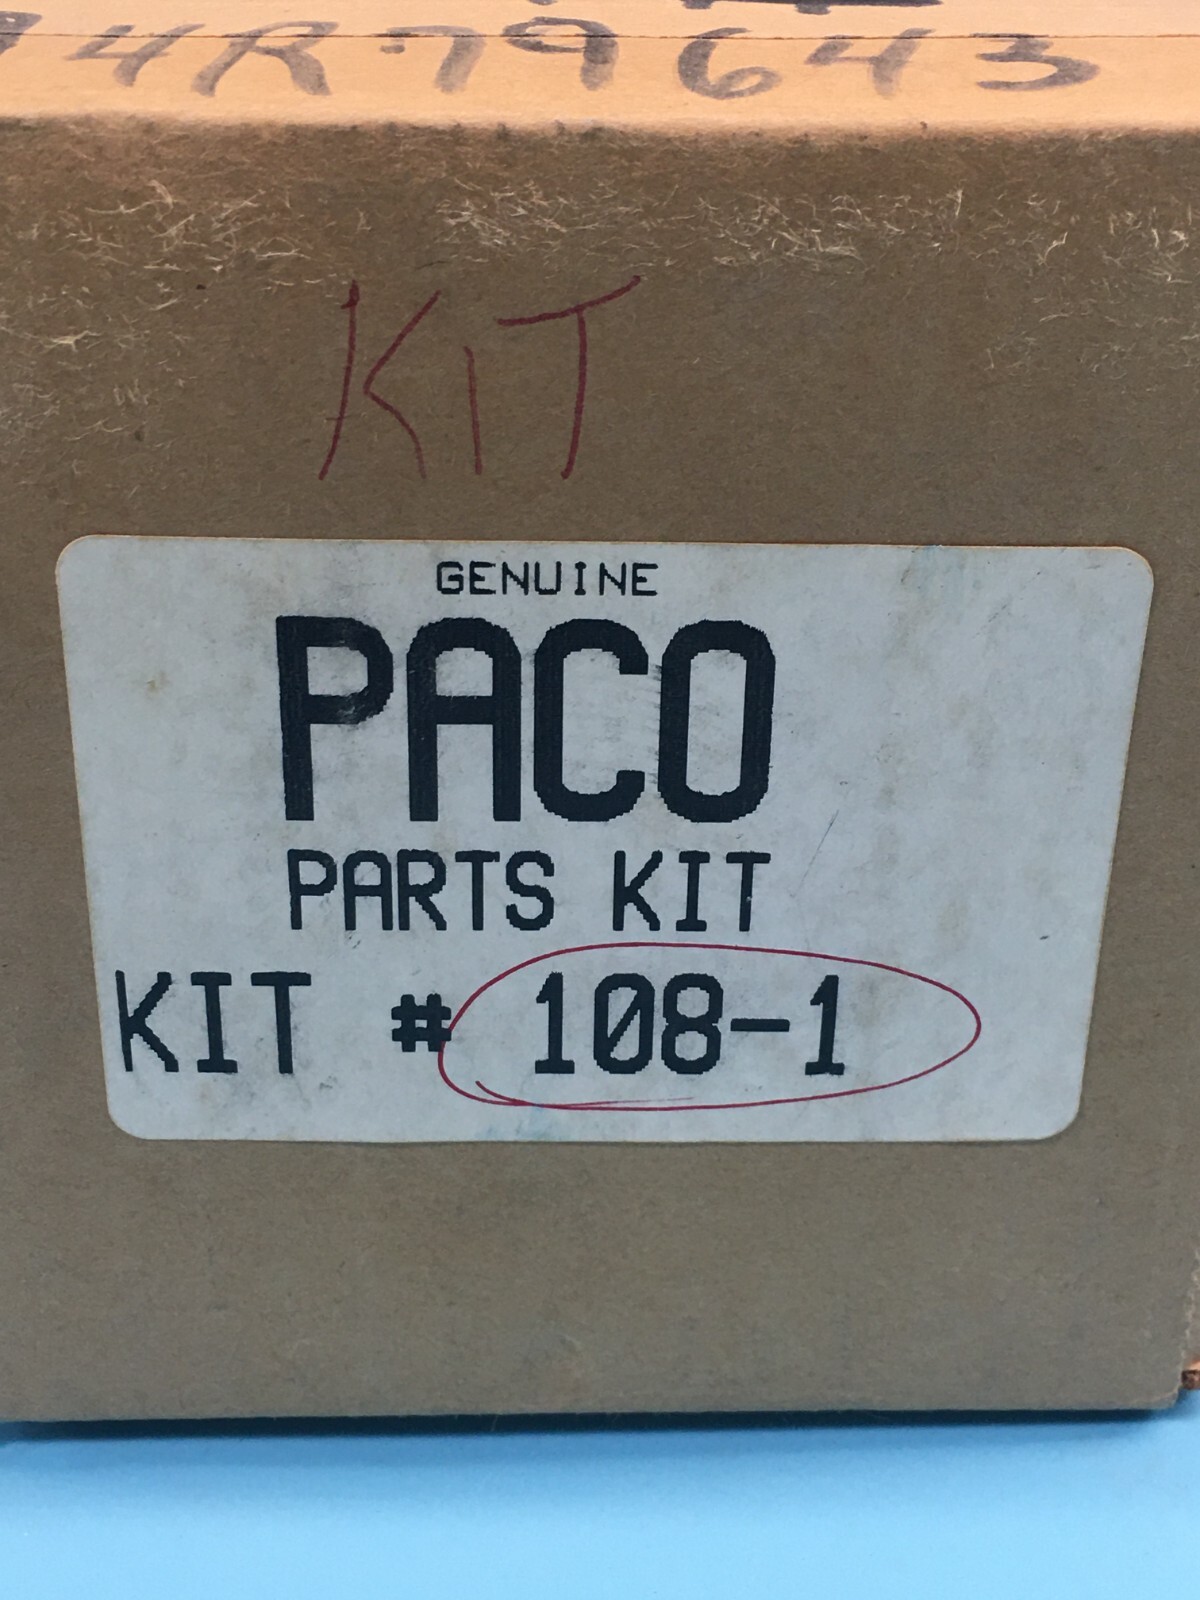 4R-79643
KIT
GENUINE
PACO
PARTS KIT
KIT # 108-1